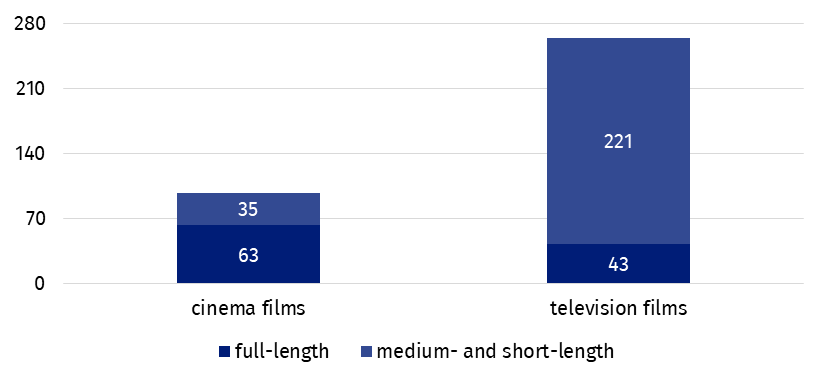 280
210
140
70
0
221
35
63
43
cinema films
television films
full-length
medium- and short-length